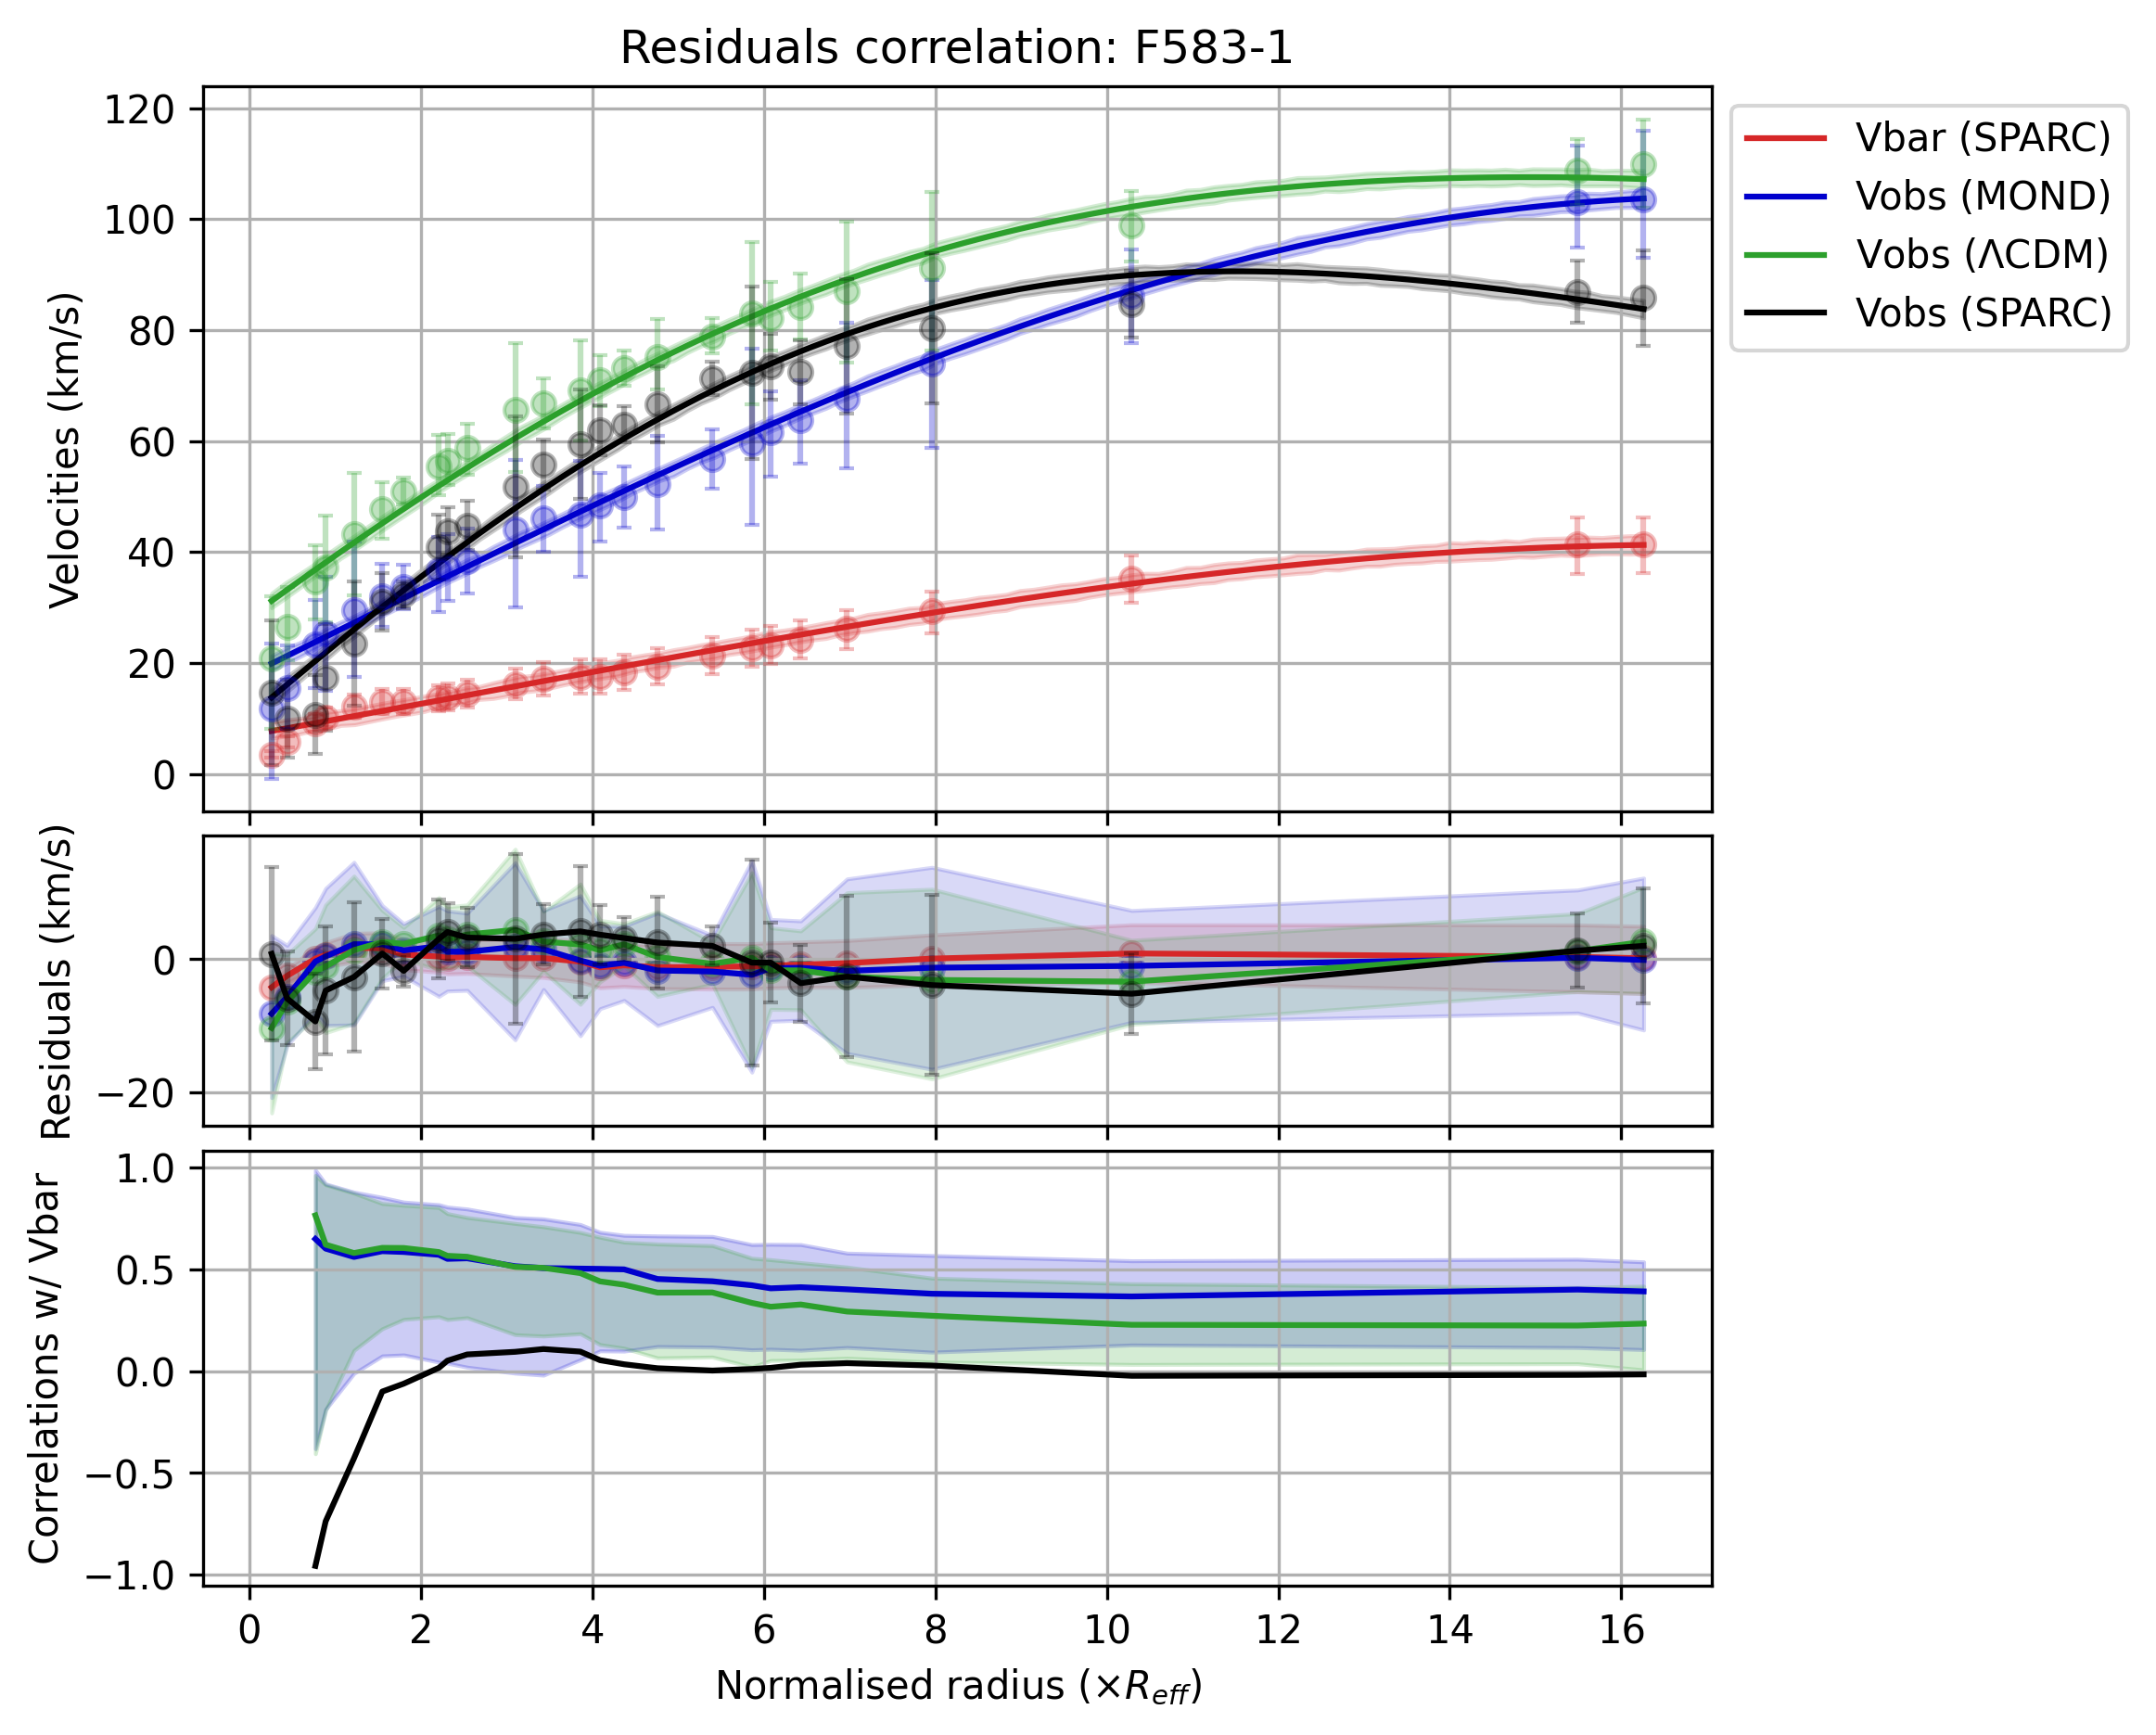 Residuals correlation: F583-1
120
100
80
60
40
20
0
Velocities (km/s)
Vbar (SPARC)
Vobs (MOND)
Vobs (ΛCDM)
Vobs (SPARC)
0
−20
Residuals (km/s)
1.0
0.5
0.0
−0.5
−1.0
Correlations w/ Vbar
0 2 4 6 8 10 12 14 16
Normalised radius (×R_eff)